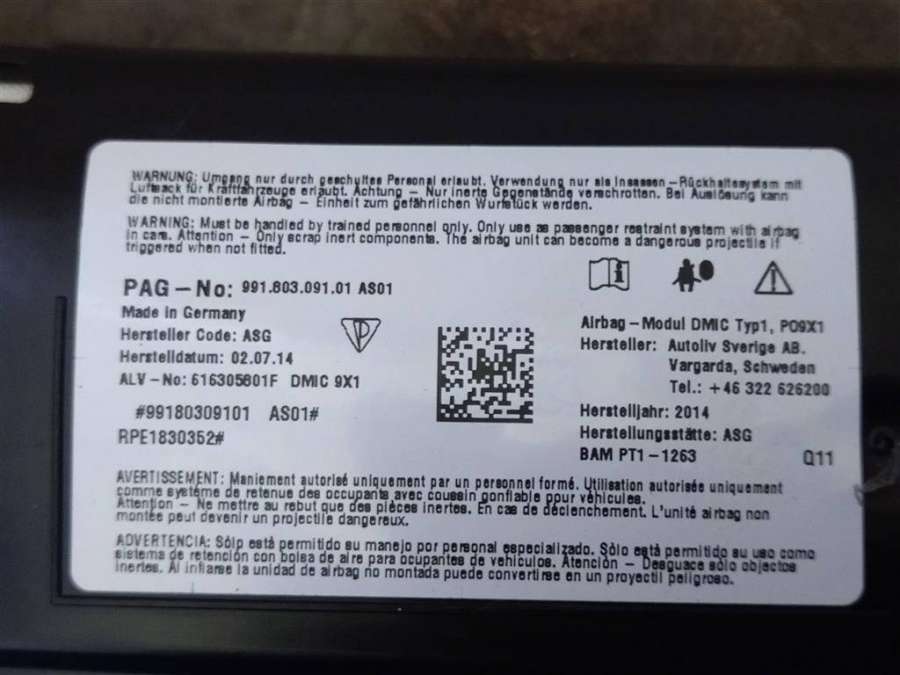 WARNUNG: Umgang nur durch geschultes Personal erlaubt. Verwendung nur als Insassen -Rückhaltesystem mit
Luftsack für Kraftfahrzeuge erlaubt. Achtung - Nur inerte Gegenstände verschrotten. Bei Auslösung kann
die nicht montierte Airbag - Einheit zum gefährlichen Wurfstück werden.
WARNING: Must be handled by trained personnel only. Only use as passenger restraint system with airbag
in cars. Attention - Only scrap inert components. The airbag unit can become a dangerous projectile if
triggered when not fitted.
PAG -No: 991.803.091.01 AS01
Made in Germany
Hersteller Code: ASG
Herstelldatum: 02.07.14
ALV -No: 616305601F DMIC 9X1
#99180309101 AS01#
RPE1830352#
Airbag-Modul DMIC Typ1, PO9X1
Hersteller: Autoliv Sverige AB.
Vargarda, Schweden
Tel.: +46 322 626200
Herstelljahr: 2014
Herstellungsstätte: ASG
BAM PT1-1263 Q11
AVERTISSEMENT: Maniement autorisé uniquement par un personnel formé. Utilisation autorisée uniquement
comme système de retenue des occupants avec coussin gonflable pour véhicules.
Attention - Ne mettre au rebut que des pièces inertes. En cas de déclenchement. L'unité airbag non
montée peut devenir un projectile dangereux.
ADVERTENCIA: Sólo está permitido su manejo por personal especializado. Sólo está permitido su uso como
sistema de retención con bolsa de aire para ocupantes de vehículos. Atención - Desguace sólo objectos
inertes. Al inflarse la unidad de airbag no montada puede convertirse en un proyectil peligroso.